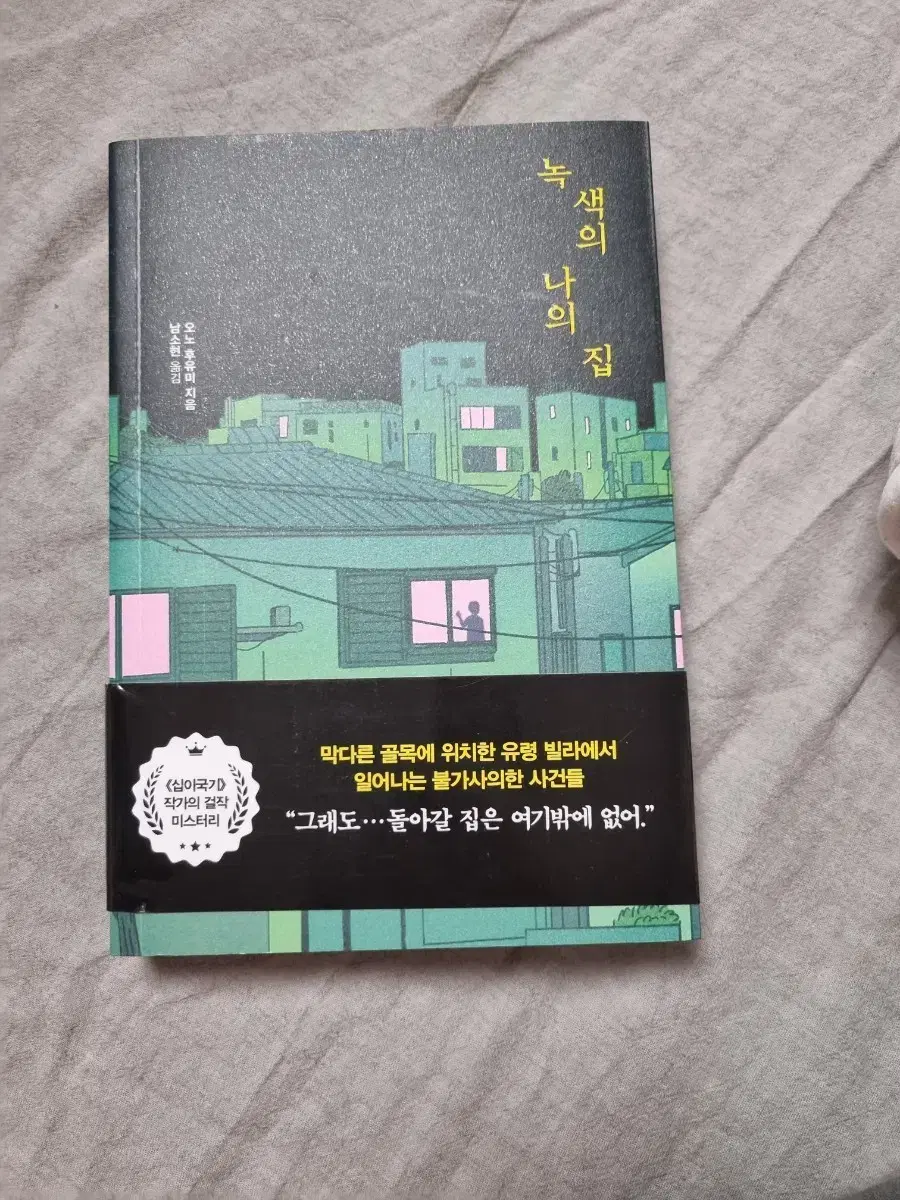 녹색의 나의 집
오노 후유미 지음
남소현 옮김
《십이국기》
작가의 걸작
미스터리
막다른 골목에 위치한 유령 빌라에서
일어나는 불가사의한 사건들
“그래도…돌아갈 집은 여기밖에 없어.”